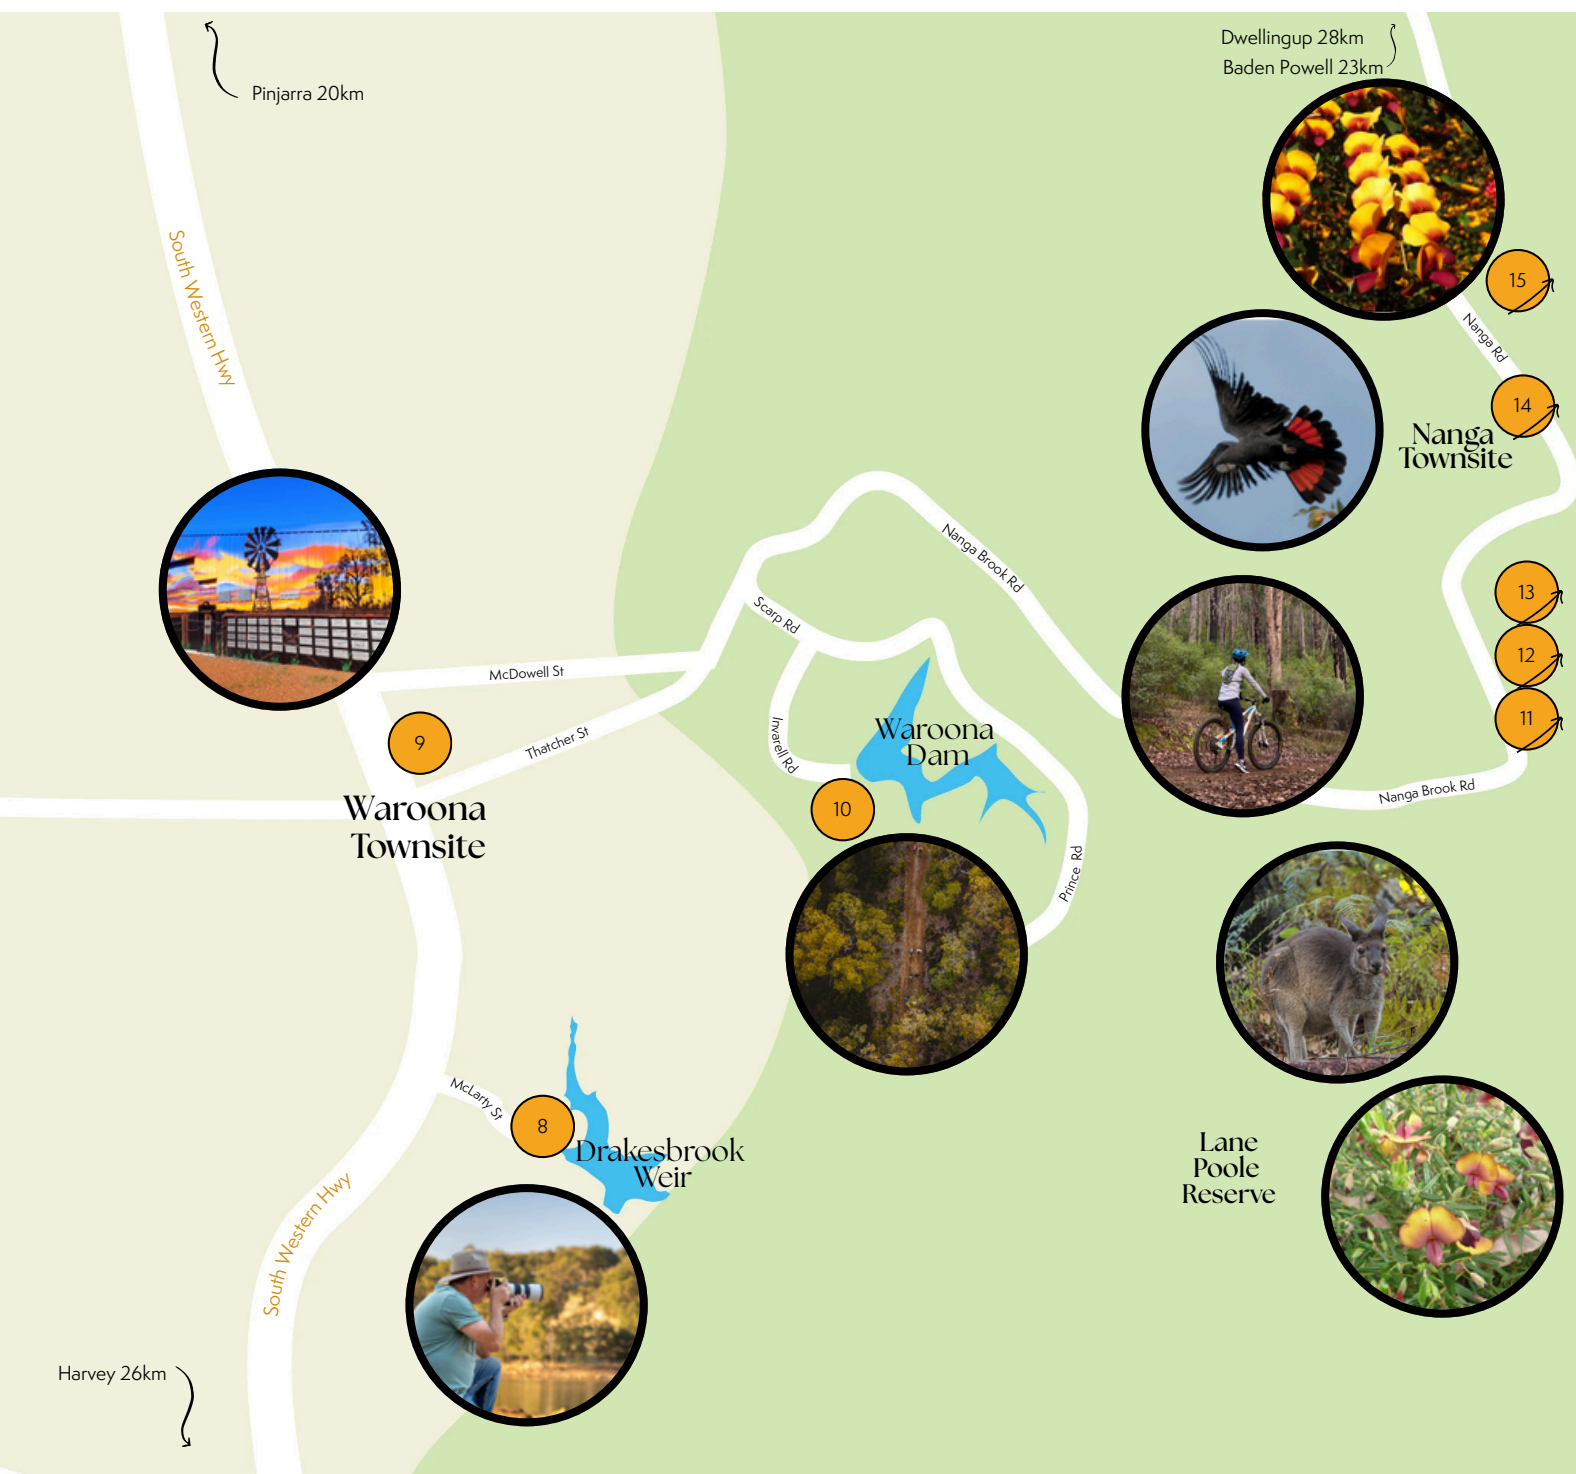 Dwellingup 28km
Baden Powell 23km
Pinjarra 20km
South Western Hwy
15
Nanga Rd
14
Nanga
Townsite
Nanga Brook Rd
13
12
11
Scarp Rd
McDowell St
9
Thatcher St
Invarell Rd
Waroona
Dam
10
Nanga Brook Rd
Waroona
Townsite
Prince Rd
McLarty St
8
Drakesbrook
Weir
Lane
Poole
Reserve
South Western Hwy
Harvey 26km